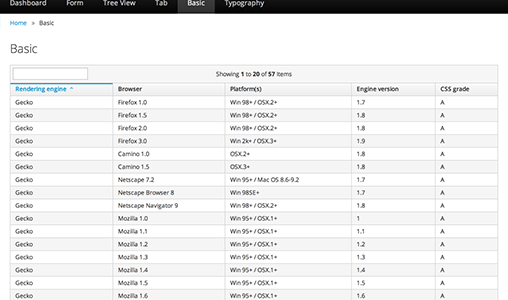 Dashboard Form Tree View Tab Basic Typography
Home » Basic
Basic
Showing 1 to 20 of 57 items
Rendering engine ^ Browser Platform(s) Engine version CSS grade
Gecko Firefox 1.0 Win 98+ / OSX.2+ 1.7 A
Gecko Firefox 1.5 Win 98+ / OSX.2+ 1.8 A
Gecko Firefox 2.0 Win 98+ / OSX.2+ 1.8 A
Gecko Firefox 3.0 Win 2k+ / OSX.3+ 1.9 A
Gecko Camino 1.0 OSX.2+ 1.8 A
Gecko Camino 1.5 OSX.3+ 1.8 A
Gecko Netscape 7.2 Win 95+ / Mac OS 8.6-9.2 1.7 A
Gecko Netscape Browser 8 Win 98SE+ 1.7 A
Gecko Netscape Navigator 9 Win 98+ / OSX.2+ 1.8 A
Gecko Mozilla 1.0 Win 95+ / OSX.1+ 1 A
Gecko Mozilla 1.1 Win 95+ / OSX.1+ 1.1 A
Gecko Mozilla 1.2 Win 95+ / OSX.1+ 1.2 A
Gecko Mozilla 1.3 Win 95+ / OSX.1+ 1.3 A
Gecko Mozilla 1.4 Win 95+ / OSX.1+ 1.4 A
Gecko Mozilla 1.5 Win 95+ / OSX.1+ 1.5 A
Gecko Mozilla 1.6 Win 95+ / OSX.1+ 1.6 A